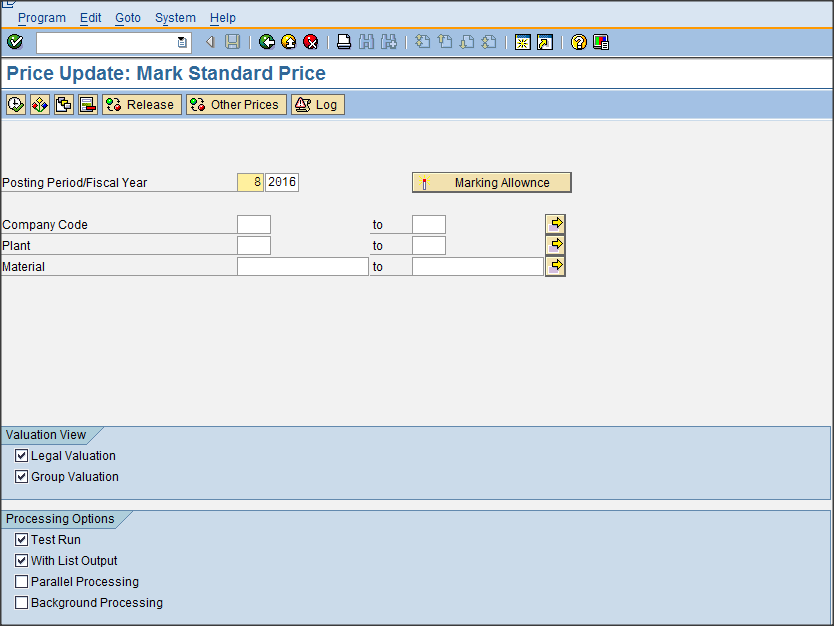 Program Edit Goto System Help
Price Update: Mark Standard Price
Release Other Prices Log
Posting Period/Fiscal Year 8 2016 Marking Allownce
Company Code to
Plant to
Material to
Valuation View
Legal Valuation
Group Valuation
Processing Options
Test Run
With List Output
Parallel Processing
Background Processing